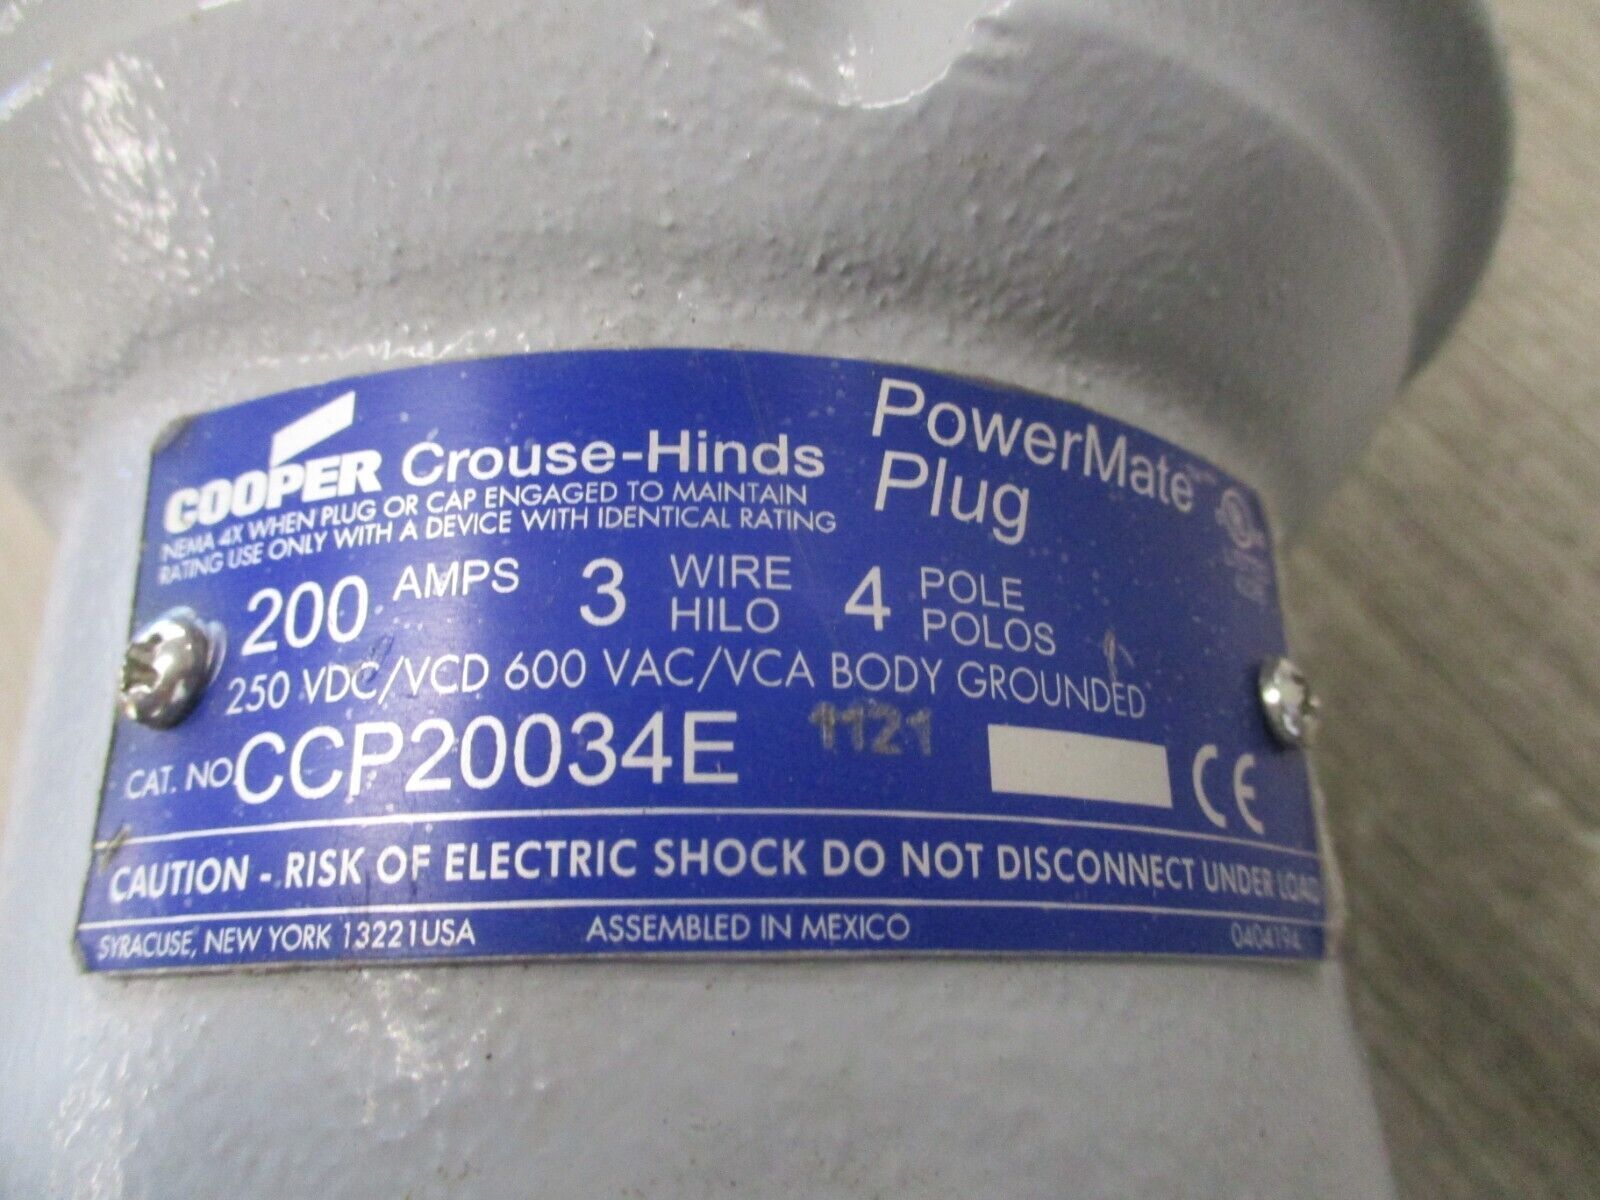 COOPER Crouse-Hinds
NEMA 4X WHEN PLUG OR CAP ENGAGED TO MAINTAIN
RATING USE ONLY WITH A DEVICE WITH IDENTICAL RATING
PowerMate
Plug
200 AMPS 3 WIRE HILO 4 POLE POLOS
250 VDC/VCD 600 VAC/VCA BODY GROUNDED
CAT. NO CCP20034E 1121 CE
CAUTION - RISK OF ELECTRIC SHOCK DO NOT DISCONNECT UNDER LOAD
SYRACUSE, NEW YORK 13221USA ASSEMBLED IN MEXICO 0404194